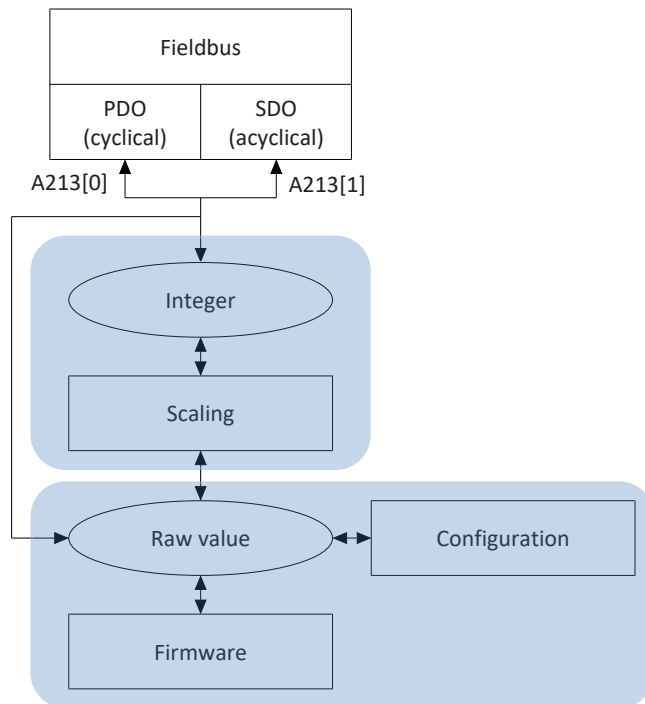 Fieldbus
PDO
(cyclical)
SDO
(acyclical)
A213[0]
A213[1]
Integer
Scaling
Raw value
Configuration
Firmware